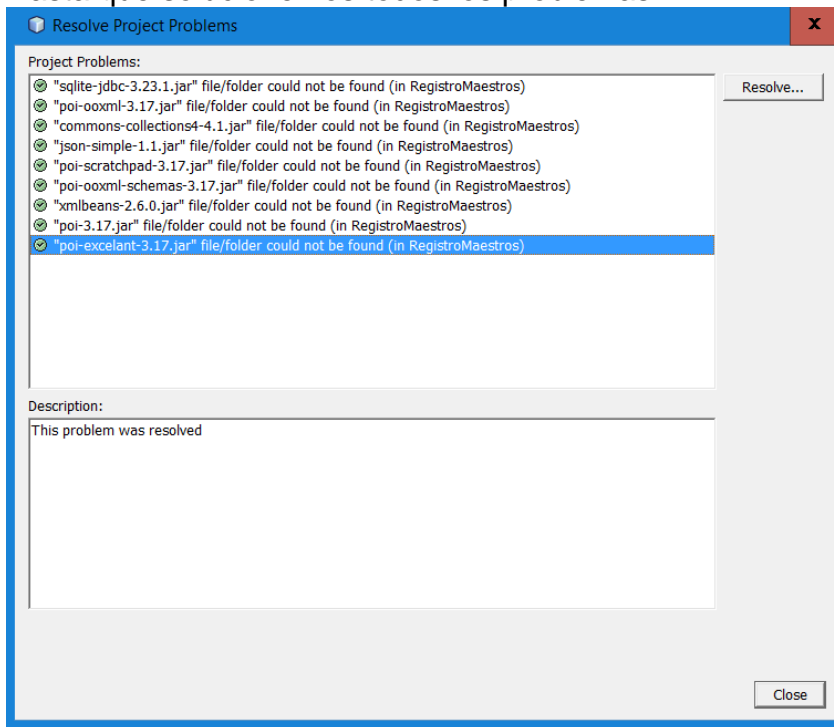 Resolve Project Problems
x
Project Problems:
"sqlite-jdbc-3.23.1.jar" file/folder could not be found (in RegistroMaestros)
Resolve...
"poi-ooxml-3.17.jar" file/folder could not be found (in RegistroMaestros)
"commons-collections4-4.1.jar" file/folder could not be found (in RegistroMaestros)
"json-simple-1.1.jar" file/folder could not be found (in RegistroMaestros)
"poi-scratchpad-3.17.jar" file/folder could not be found (in RegistroMaestros)
"poi-ooxml-schemas-3.17.jar" file/folder could not be found (in RegistroMaestros)
"xmlbeans-2.6.0.jar" file/folder could not be found (in RegistroMaestros)
"poi-3.17.jar" file/folder could not be found (in RegistroMaestros)
"poi-excelant-3.17.jar" file/folder could not be found (in RegistroMaestros)
Description:
This problem was resolved
Close